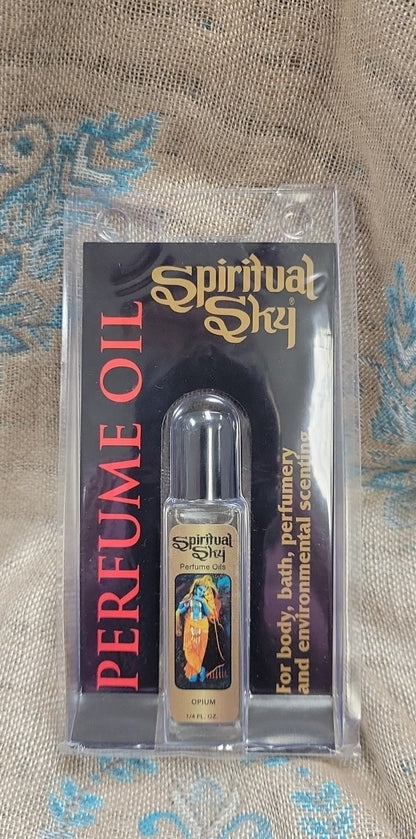 Spiritual
Sky®
PERFUME OIL
For body, bath, perfumery
and environmental scenting
Spiritual
Sky
Perfume Oils
OPIUM
1/4 FL. OZ.